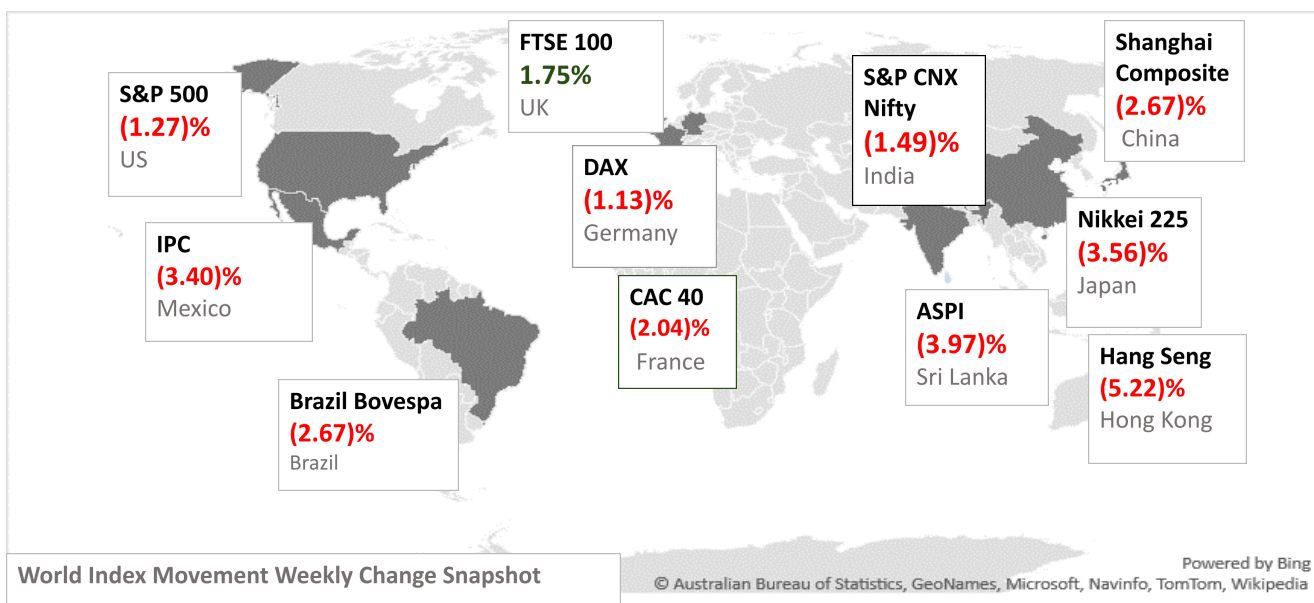 FTSE 100
1.75%
UK
Shanghai
Composite
(2.67)%
China
S&P CNX
Nifty
(1.49)%
India
S&P 500
(1.27)%
US
DAX
(1.13)%
Germany
Nikkei 225
(3.56)%
Japan
IPC
(3.40)%
Mexico
CAC 40
(2.04)%
France
ASPI
(3.97)%
Sri Lanka
Hang Seng
(5.22)%
Hong Kong
Brazil Bovespa
(2.67)%
Brazil
World Index Movement Weekly Change Snapshot
Powered by Bing
© Australian Bureau of Statistics, GeoNames, Microsoft, Navinfo, TomTom, Wikipedia